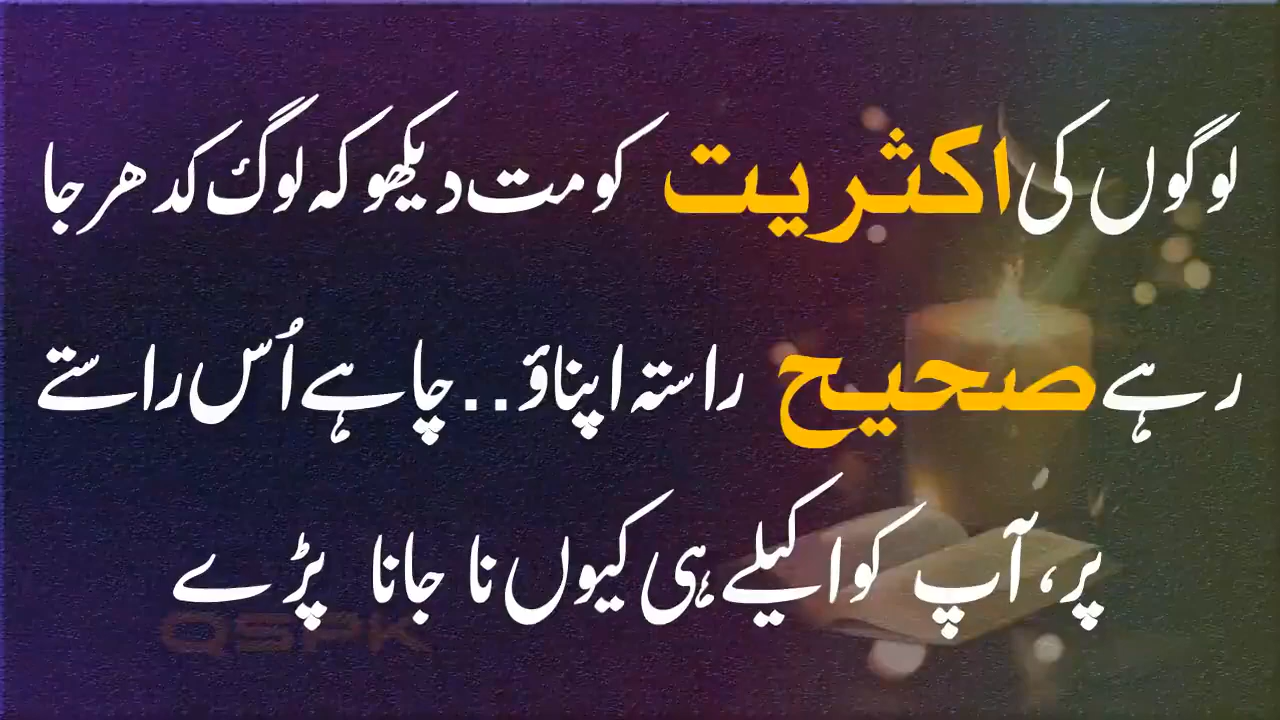 لوگوں کی اکثریت کو مت دیکھو کہ لوگ کدھر جا
رہے صحیح راستہ اپناؤ.. چاہے اُس راستے
پر، آپ کو اکیلے ہی کیوں نا جانا پڑے
QSPK